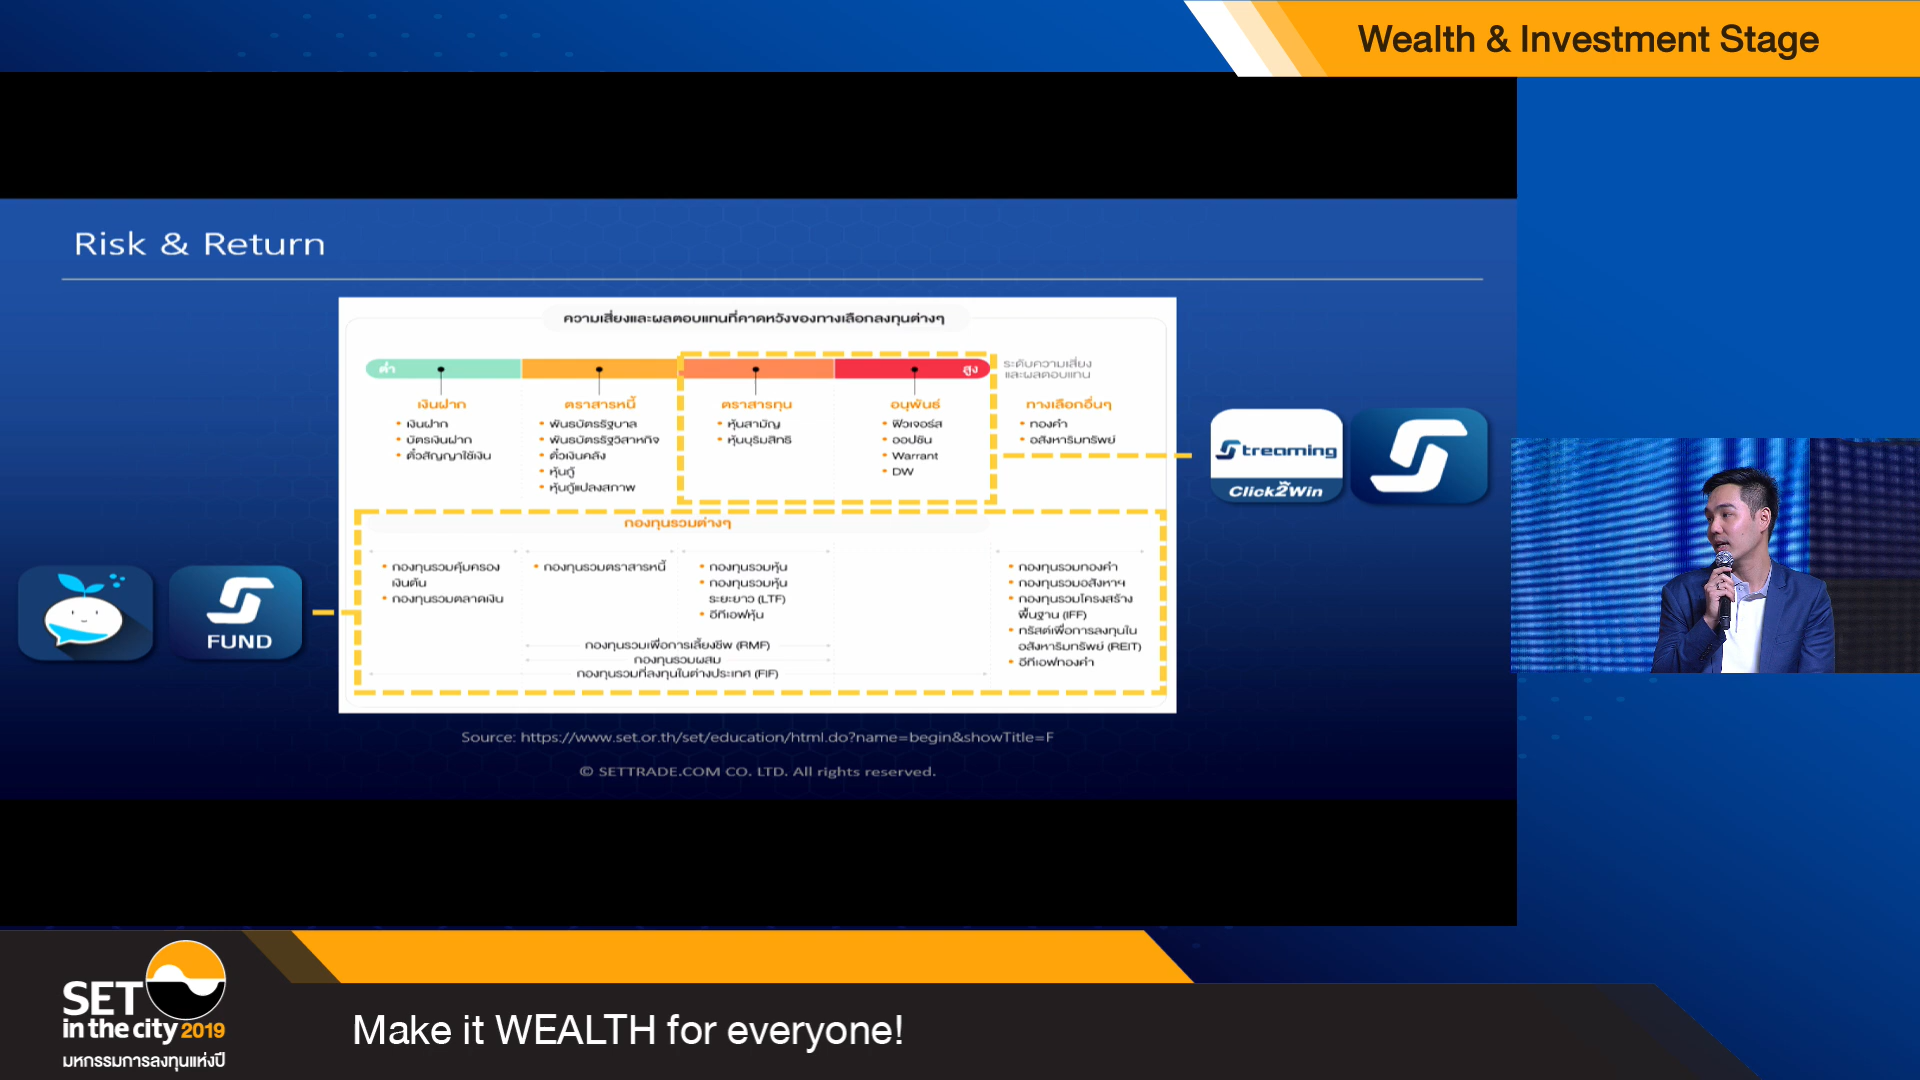 Wealth & Investment Stage
Risk & Return
ความเสี่ยงและผลตอบแทนที่คาดหวังของทางเลือกลงทุนต่างๆ
ต่ำ
สูง
ระดับความเสี่ยง
และผลตอบแทน
เงินฝาก
• เงินฝาก
• บัตรเงินฝาก
• ตั๋วสัญญาใช้เงิน
ตราสารหนี้
• พันธบัตรรัฐบาล
• พันธบัตรรัฐวิสาหกิจ
• ตั๋วเงินคลัง
• หุ้นกู้
• หุ้นกู้แปลงสภาพ
ตราสารทุน
• หุ้นสามัญ
• หุ้นบุริมสิทธิ
อนุพันธ์
• ฟิวเจอร์ส
• ออปชัน
• Warrant
• DW
ทางเลือกอื่นๆ
• ทองคำ
• อสังหาริมทรัพย์
Streaming
Click2Win
กองทุนรวมต่างๆ
• กองทุนรวมคุ้มครอง
เงินต้น
• กองทุนรวมตลาดเงิน
• กองทุนรวมตราสารหนี้
• กองทุนรวมหุ้น
• กองทุนรวมหุ้น
ระยะยาว (LTF)
• อีทีเอฟหุ้น
• กองทุนรวมทองคำ
• กองทุนรวมอสังหาฯ
• กองทุนรวมโครงสร้าง
พื้นฐาน (IFF)
• ทรัสต์เพื่อการลงทุนใน
อสังหาริมทรัพย์ (REIT)
• อีทีเอฟทองคำ
กองทุนรวมเพื่อการเลี้ยงชีพ (RMF)
กองทุนรวมผสม
กองทุนรวมที่ลงทุนในต่างประเทศ (FIF)
FUND
Source: https://www.set.or.th/set/education/html.do?name=begin&showTitle=F
© SETTRADE.COM CO. LTD. All rights reserved.
SET
in the city 2019
มหกรรมการลงทุนแห่งปี
Make it WEALTH for everyone!